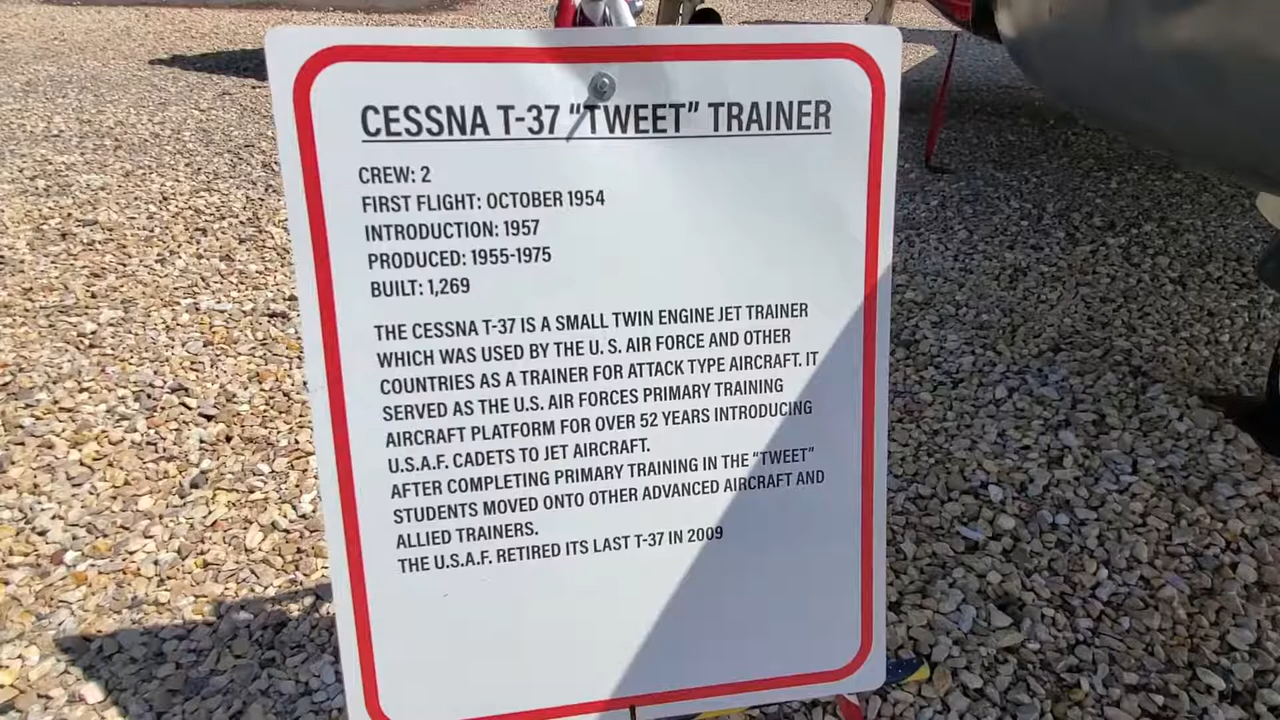 CESSNA T-37 "TWEET" TRAINER
CREW: 2
FIRST FLIGHT: OCTOBER 1954
INTRODUCTION: 1957
PRODUCED: 1955-1975
BUILT: 1,269
THE CESSNA T-37 IS A SMALL TWIN ENGINE JET TRAINER
WHICH WAS USED BY THE U. S. AIR FORCE AND OTHER
COUNTRIES AS A TRAINER FOR ATTACK TYPE AIRCRAFT. IT
SERVED AS THE U.S. AIR FORCES PRIMARY TRAINING
AIRCRAFT PLATFORM FOR OVER 52 YEARS INTRODUCING
U.S.A.F. CADETS TO JET AIRCRAFT.
AFTER COMPLETING PRIMARY TRAINING IN THE "TWEET"
STUDENTS MOVED ONTO OTHER ADVANCED AIRCRAFT AND
ALLIED TRAINERS.
THE U.S.A.F. RETIRED ITS LAST T-37 IN 2009